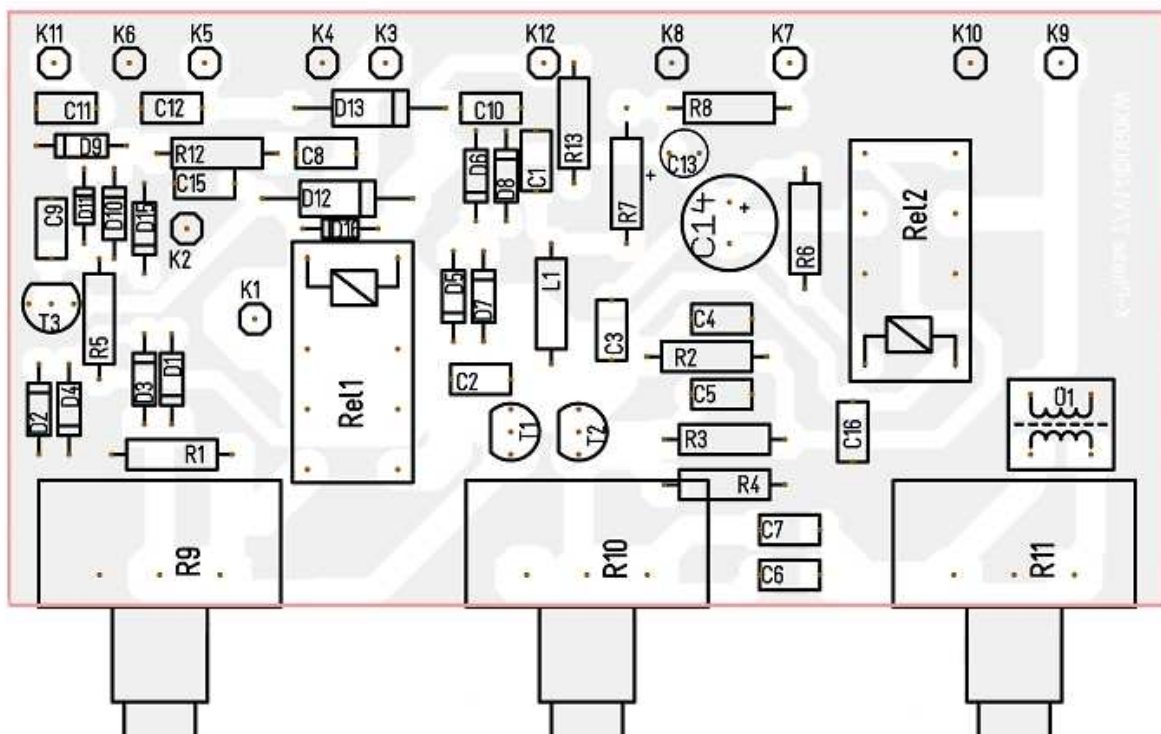 K11 K6 K5 K4 K3 K12 K8 K7 K10 K9
C11 C12 D13 C10 R8
D9 R12 C8 D6 D8 C1 R13 C13
C15 D12 + R7 C14 + R6 Rel2
C9 D11 D10 K2
K1 D5 D7 L1
T3 R5 C3 C4
R2
D2 D4 D3 D1 Rel1 C2 C5
T1 T2 R3 C16
R1 R4
C7
R9 R10 C6 R11